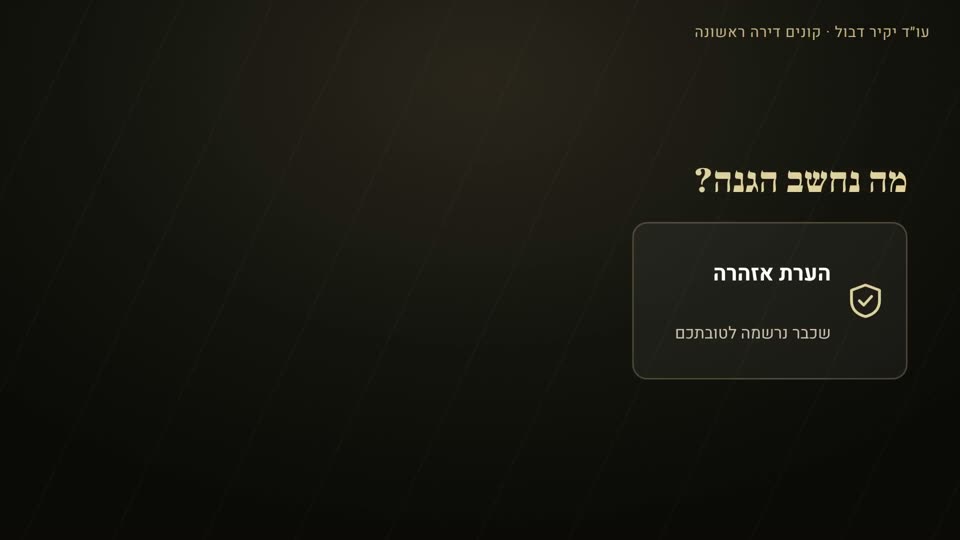 עו"ד יקיר דבול · קונים דירה ראשונה
מה נחשב הגנה?
הערת אזהרה
שכבר נרשמה לטובתכם